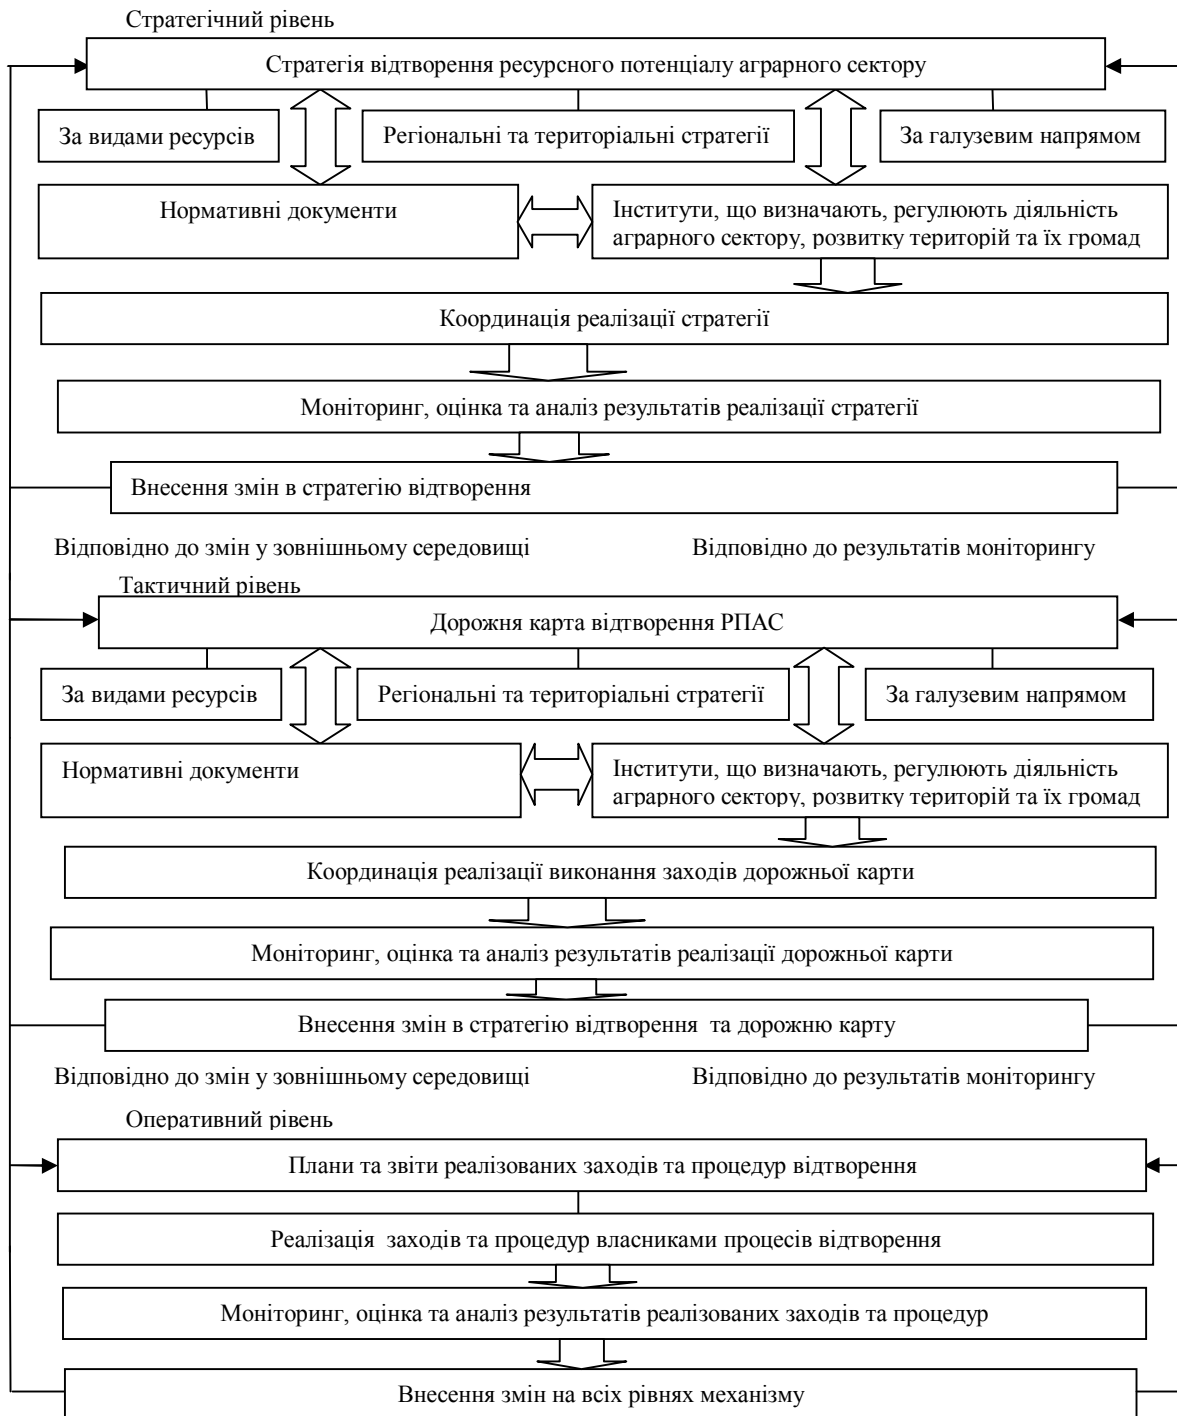 Стратегічний рівень
Стратегія відтворення ресурсного потенціалу аграрного сектору
За видами ресурсів
Регіональні та територіальні стратегії
За галузевим напрямом
Нормативні документи
Інститути, що визначають, регулюють діяльність
аграрного сектору, розвитку територій та їх громад
Координація реалізації стратегії
Моніторинг, оцінка та аналіз результатів реалізації стратегії
Внесення змін в стратегію відтворення
Відповідно до змін у зовнішньому середовищі
Відповідно до результатів моніторингу
Тактичний рівень
Дорожня карта відтворення РПАС
За видами ресурсів
Регіональні та територіальні стратегії
За галузевим напрямом
Нормативні документи
Інститути, що визначають, регулюють діяльність
аграрного сектору, розвитку територій та їх громад
Координація реалізації виконання заходів дорожньої карти
Моніторинг, оцінка та аналіз результатів реалізації дорожньої карти
Внесення змін в стратегію відтворення та дорожню карту
Відповідно до змін у зовнішньому середовищі
Відповідно до результатів моніторингу
Оперативний рівень
Плани та звіти реалізованих заходів та процедур відтворення
Реалізація заходів та процедур власниками процесів відтворення
Моніторинг, оцінка та аналіз результатів реалізованих заходів та процедур
Внесення змін на всіх рівнях механізму